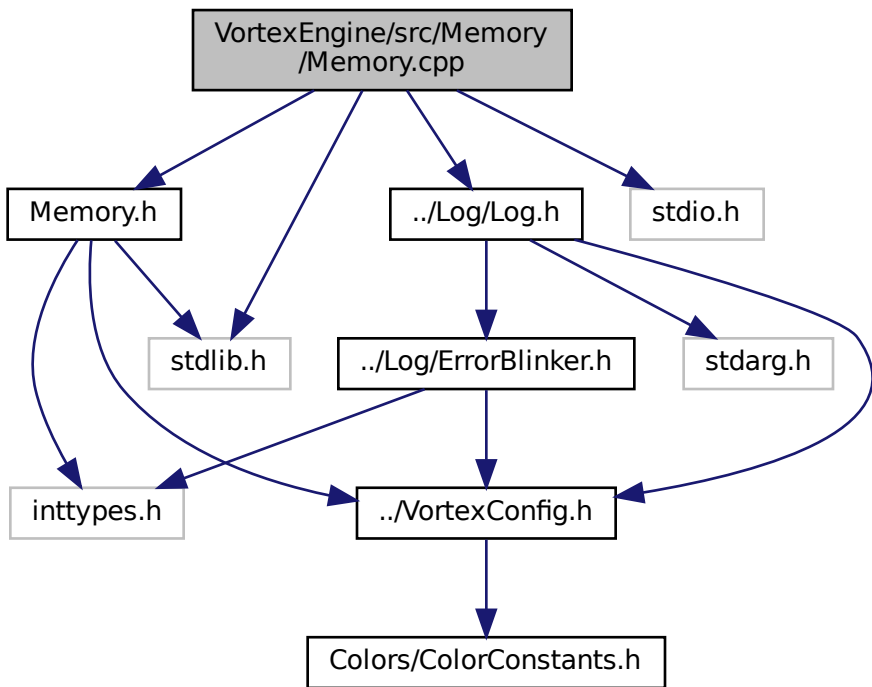 VortexEngine/src/Memory
/Memory.cpp
Memory.h
../Log/Log.h
stdio.h
stdlib.h
../Log/ErrorBlinker.h
stdarg.h
inttypes.h
../VortexConfig.h
Colors/ColorConstants.h